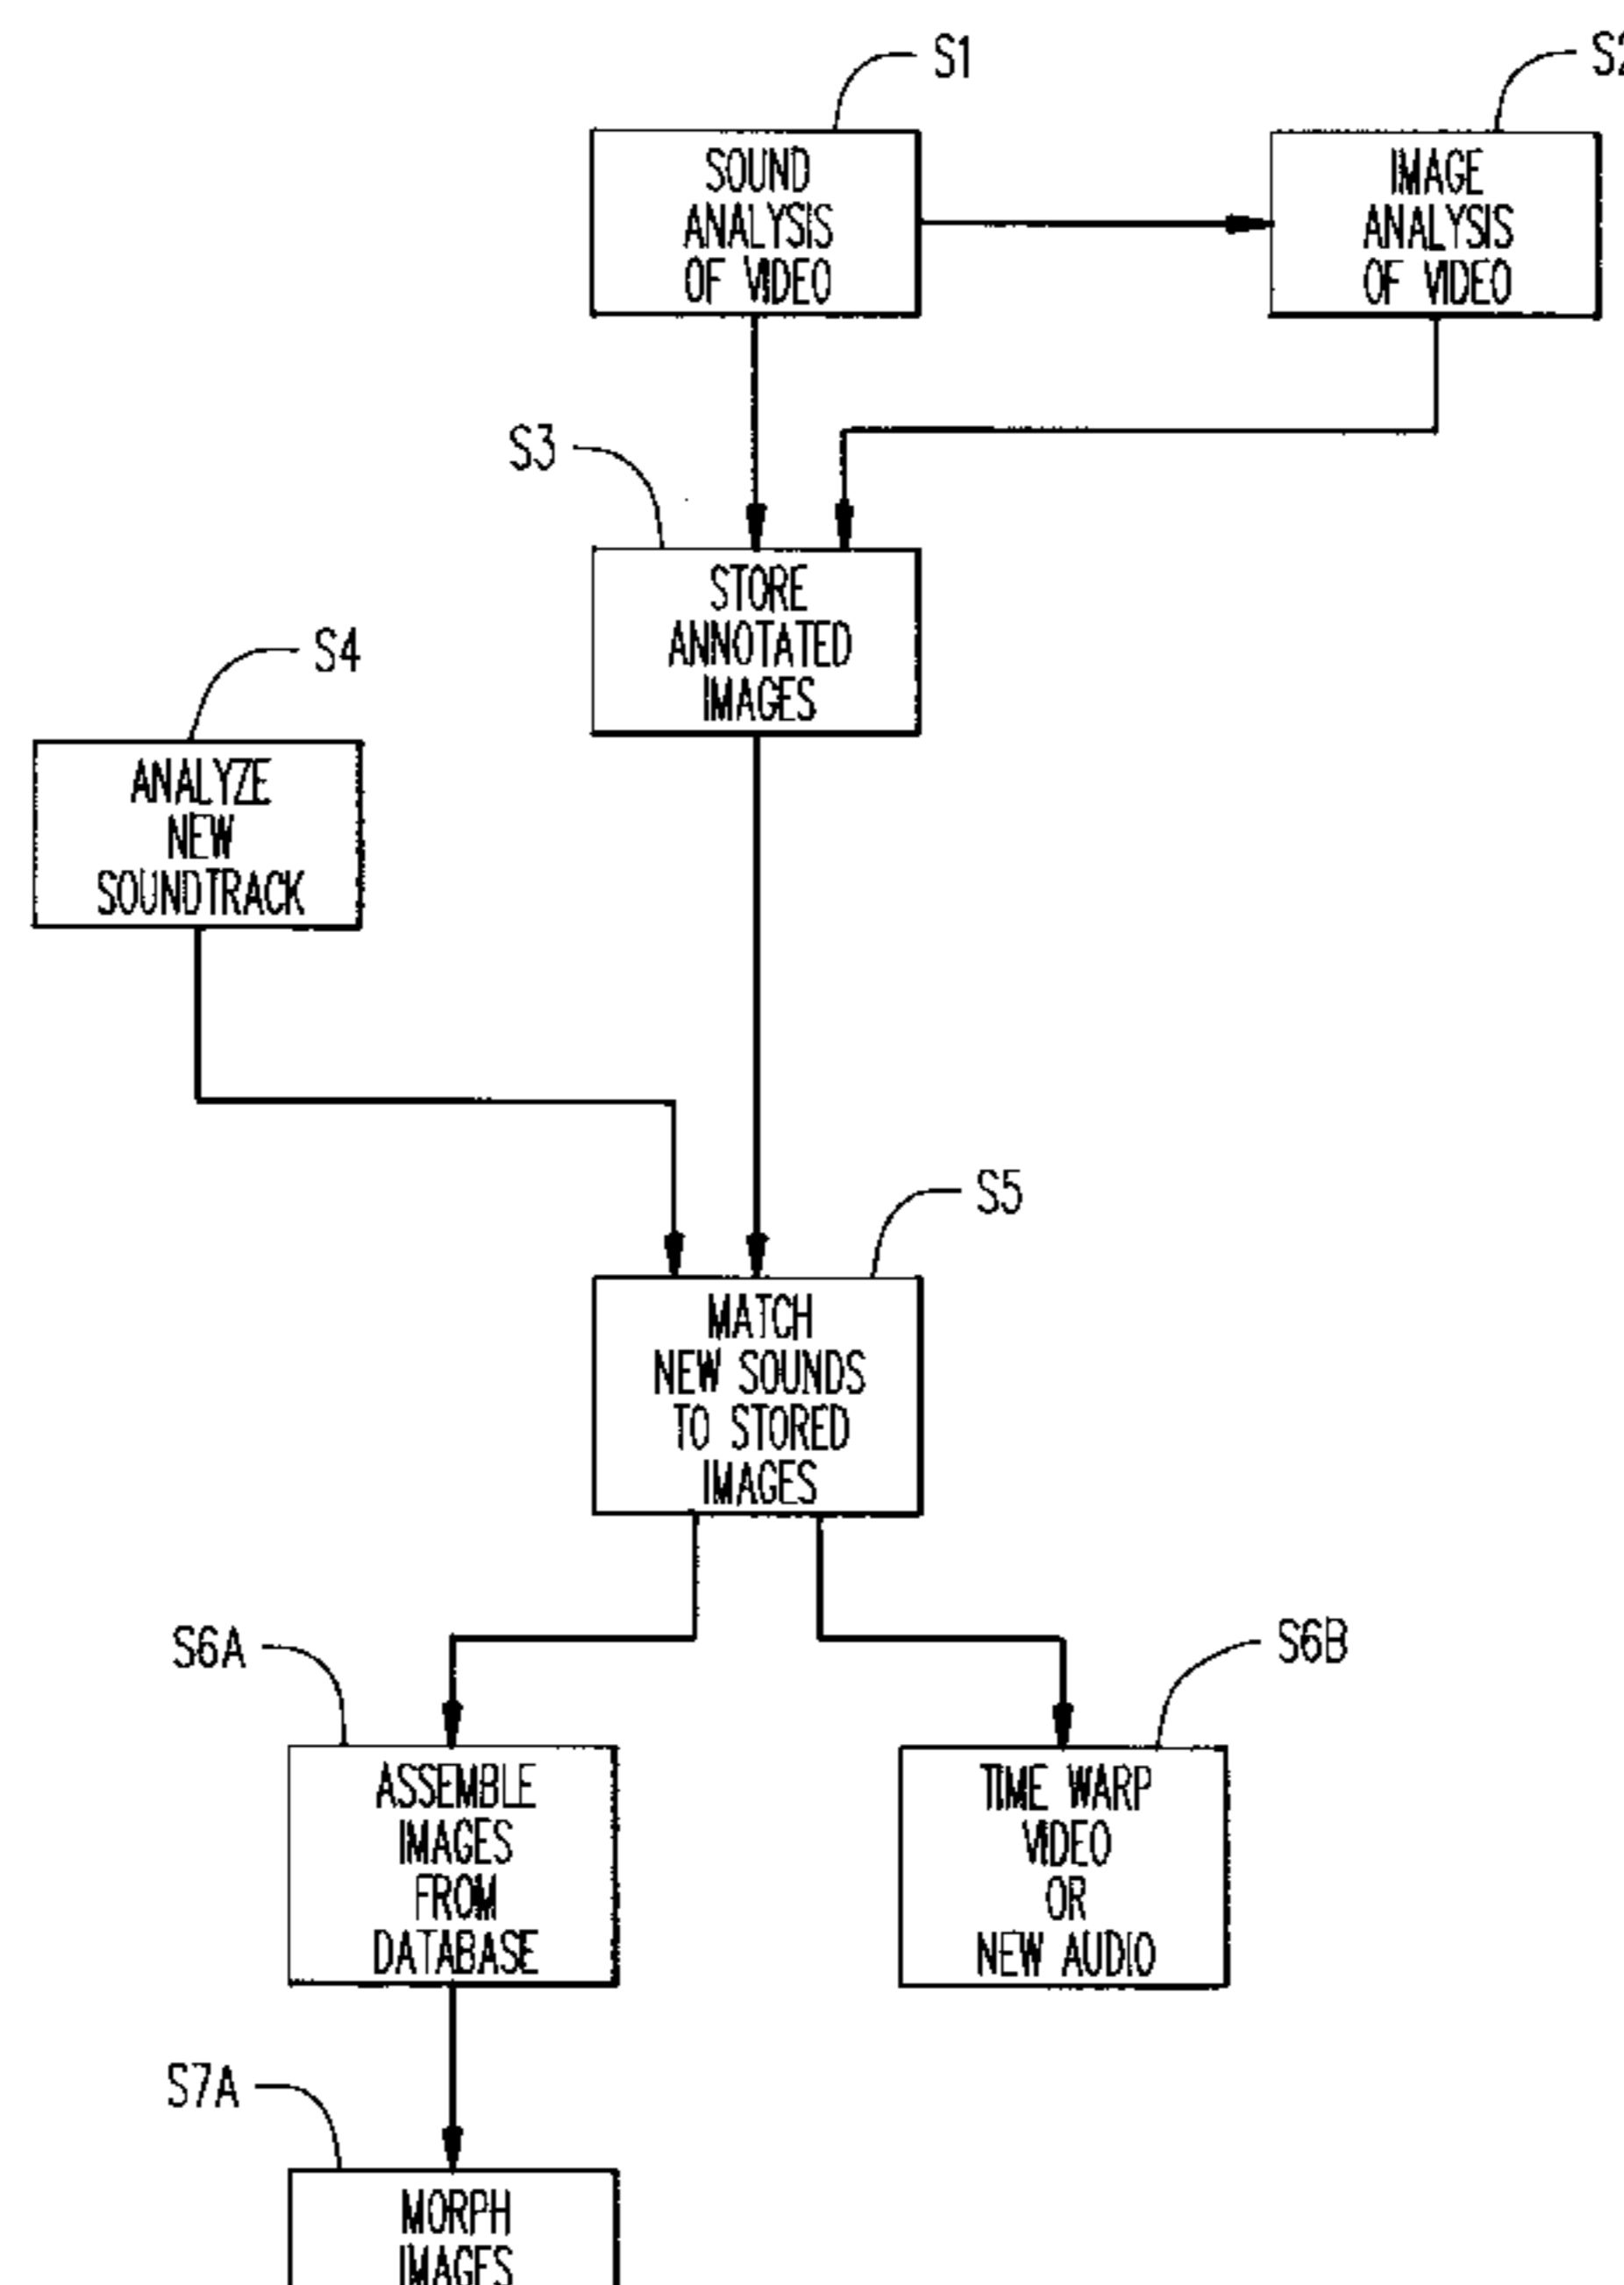 S1
S2
SOUND
ANALYSIS
OF VIDEO
IMAGE
ANALYSIS
OF VIDEO
S3
STORE
ANNOTATED
IMAGES
S4
ANALYZE
NEW
SOUNDTRACK
S5
MATCH
NEW SOUNDS
TO STORED
IMAGES
S6A
S6B
ASSEMBLE
IMAGES
FROM
DATABASE
TIME WARP
VIDEO
OR
NEW AUDIO
S7A
MORPH
IMAGES